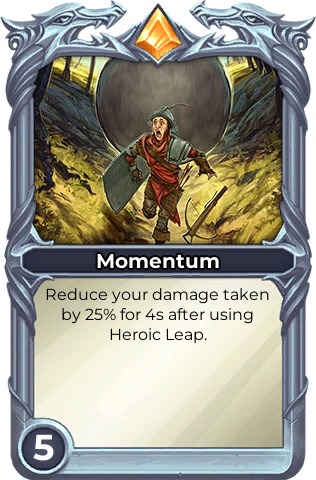 Momentum
Reduce your damage taken
by 25% for 4s after using
Heroic Leap.
5